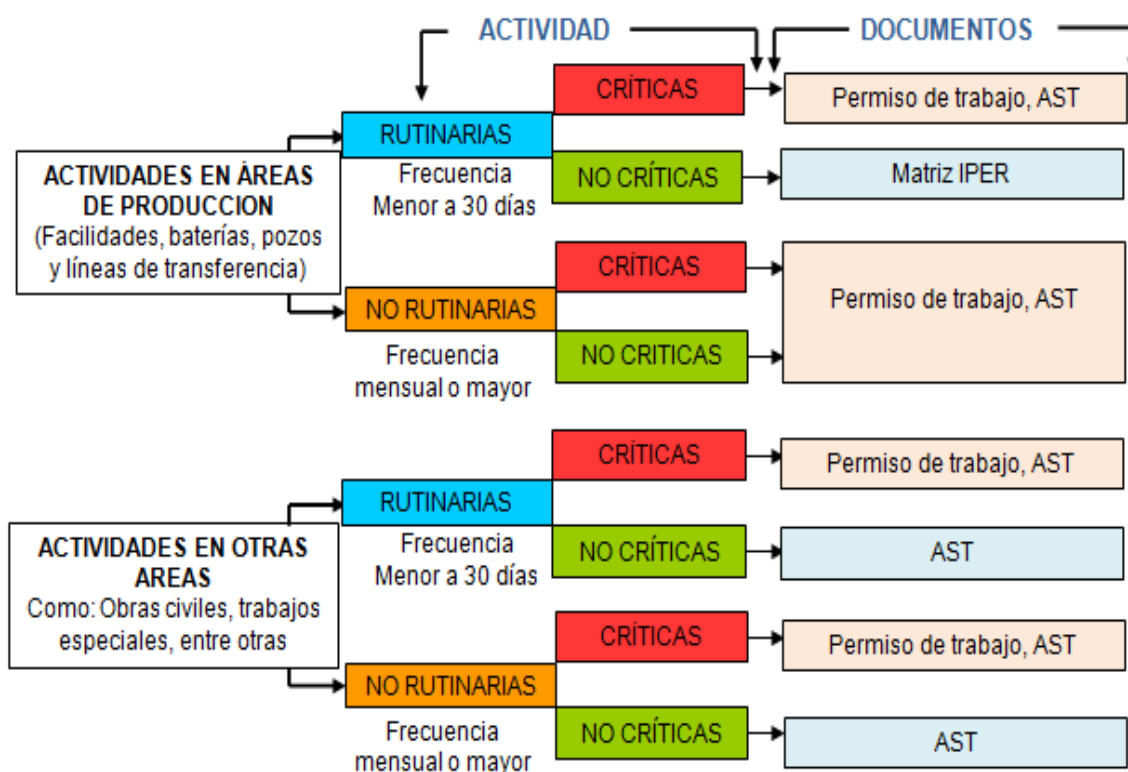 ACTIVIDAD
DOCUMENTOS
ACTIVIDADES EN ÁREAS
DE PRODUCCION
(Facilidades, baterías, pozos
y líneas de transferencia)
RUTINARIAS
Frecuencia
Menor a 30 días
CRÍTICAS
Permiso de trabajo, AST
NO CRÍTICAS
Matriz IPER
NO RUTINARIAS
Frecuencia
mensual o mayor
CRÍTICAS
NO CRITICAS
Permiso de trabajo, AST
ACTIVIDADES EN OTRAS
AREAS
Como: Obras civiles, trabajos
especiales, entre otras
RUTINARIAS
Frecuencia
Menor a 30 días
CRÍTICAS
Permiso de trabajo, AST
NO CRÍTICAS
AST
NO RUTINARIAS
Frecuencia
mensual o mayor
CRÍTICAS
Permiso de trabajo, AST
NO CRÍTICAS
AST